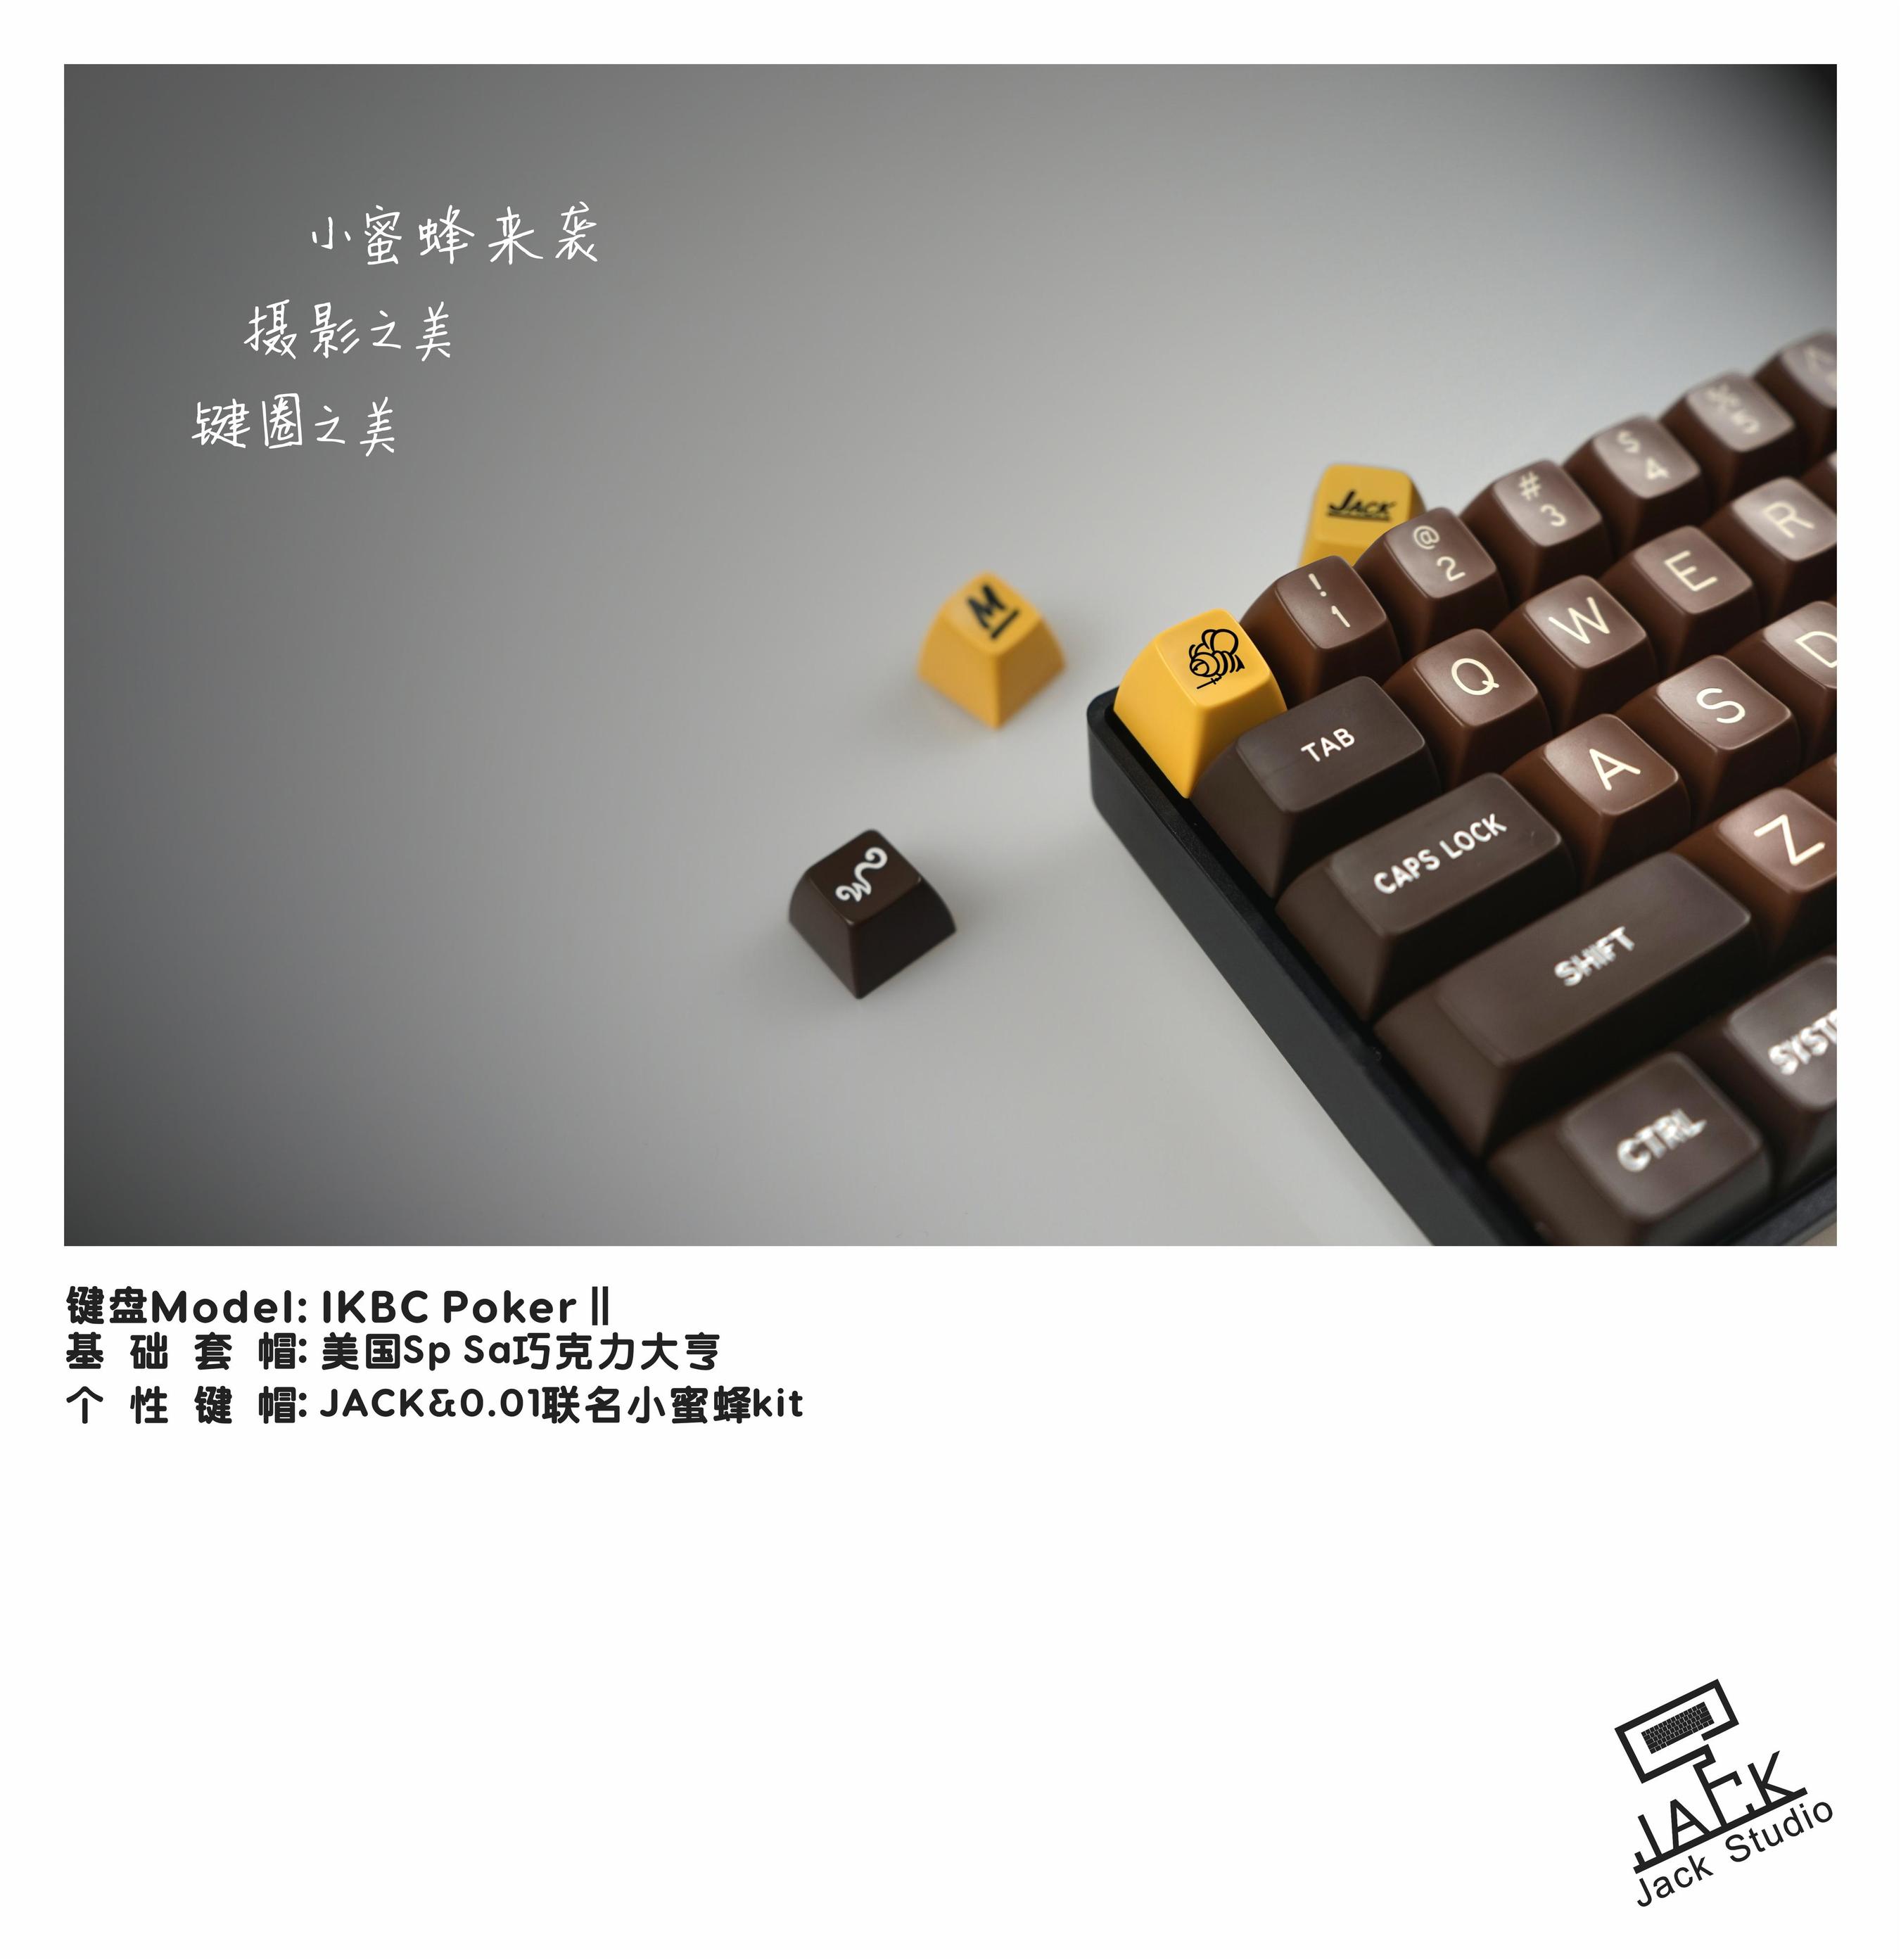 小蜜蜂来袭
摄影之美
键圈之美
JACK
M
! 1
@ 2
# 3
$ 4
% 5
TAB
Q
W
E
R
CAPS LOCK
A
S
D
SHIFT
Z
CTRL
键盘Model: IKBC Poker ||
基 础 套 帽: 美国Sp Sa巧克力大亨
个 性 键 帽: JACK&0.01联名小蜜蜂kit
JACK
Jack Studio